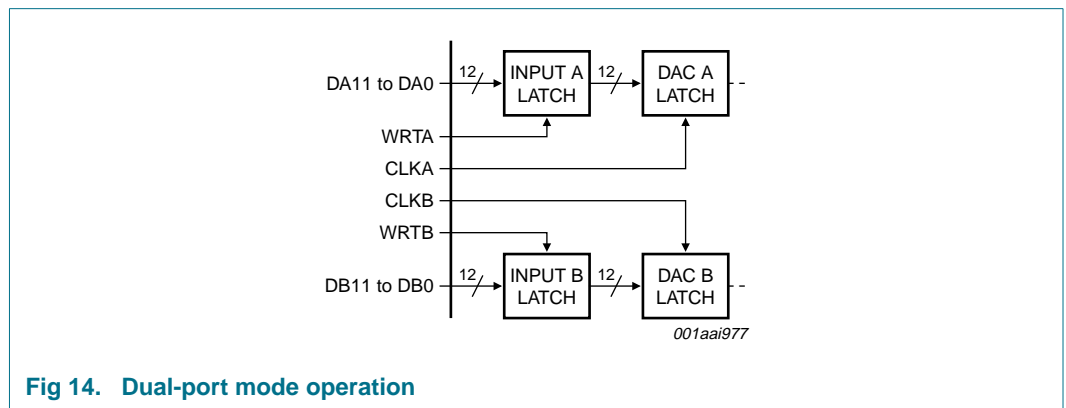 DA11 to DA0
12
INPUT A
LATCH
12
DAC A
LATCH
WRTA
CLKA
CLKB
WRTB
DB11 to DB0
12
INPUT B
LATCH
12
DAC B
LATCH
001aai977
Fig 14. Dual-port mode operation